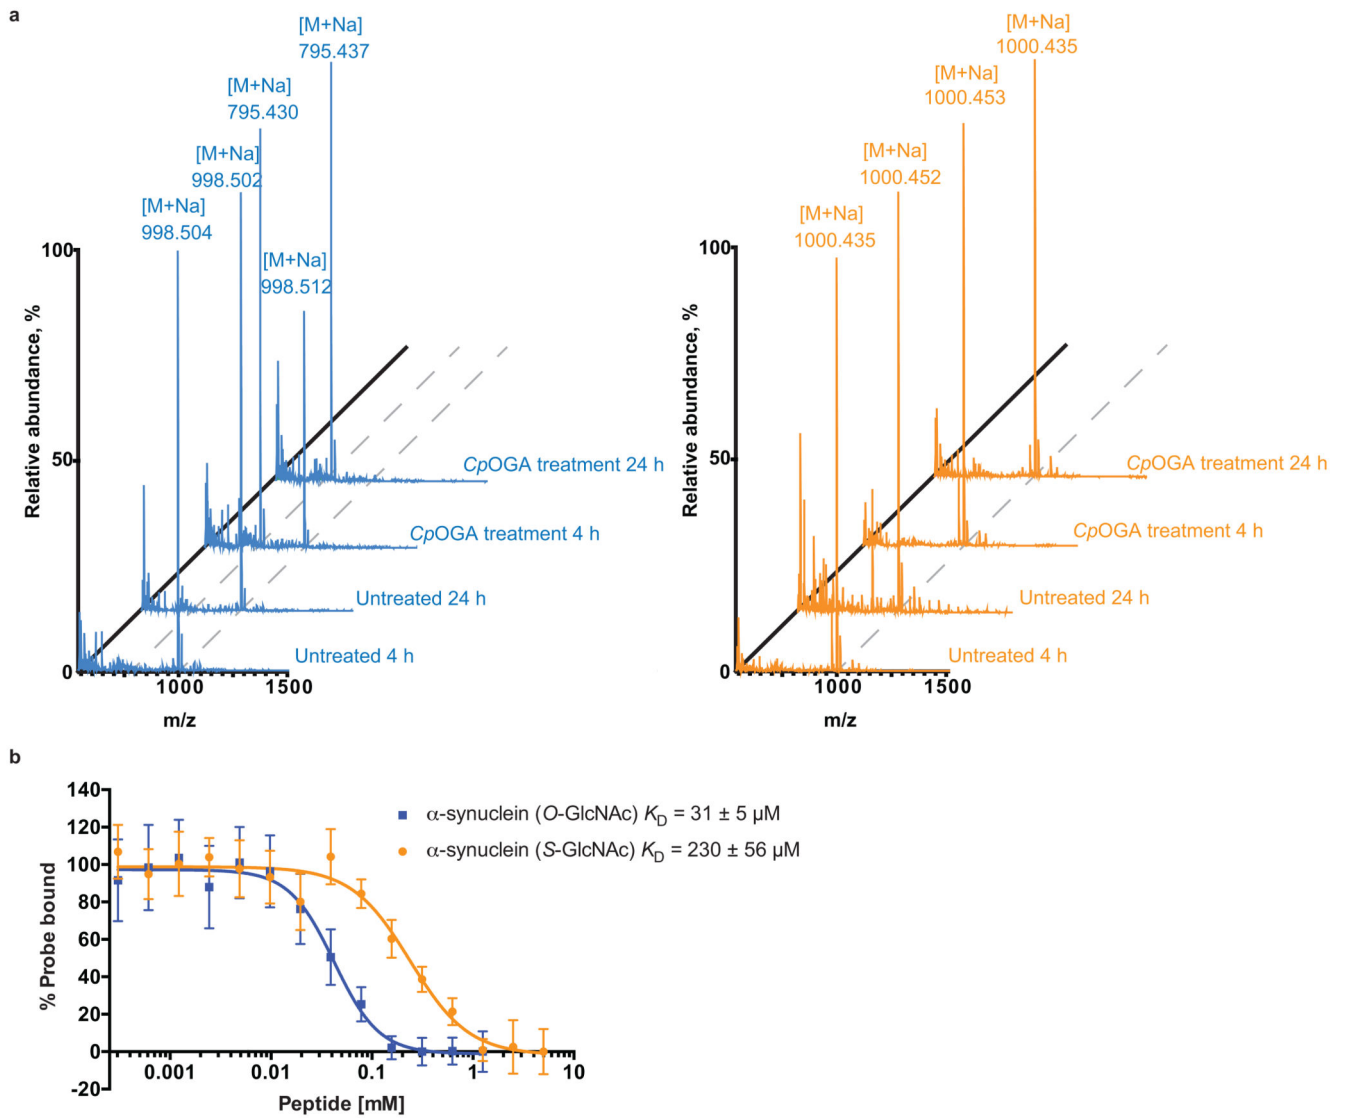 a
[M+Na]
795.437
[M+Na]
795.430
[M+Na]
998.502
[M+Na]
998.504
[M+Na]
998.512
100
50
0
Relative abundance, %
CpOGA treatment 24 h
CpOGA treatment 4 h
Untreated 24 h
Untreated 4 h
1000 1500
m/z
[M+Na]
1000.435
[M+Na]
1000.453
[M+Na]
1000.452
[M+Na]
1000.435
100
50
0
Relative abundance, %
CpOGA treatment 24 h
CpOGA treatment 4 h
Untreated 24 h
Untreated 4 h
1000 1500
m/z
b
140
120
100
80
60
40
20
0
-20
% Probe bound
α-synuclein (O-GlcNAc) KD = 31 ± 5 µM
α-synuclein (S-GlcNAc) KD = 230 ± 56 µM
0.001 0.01 0.1 1 10
Peptide [mM]